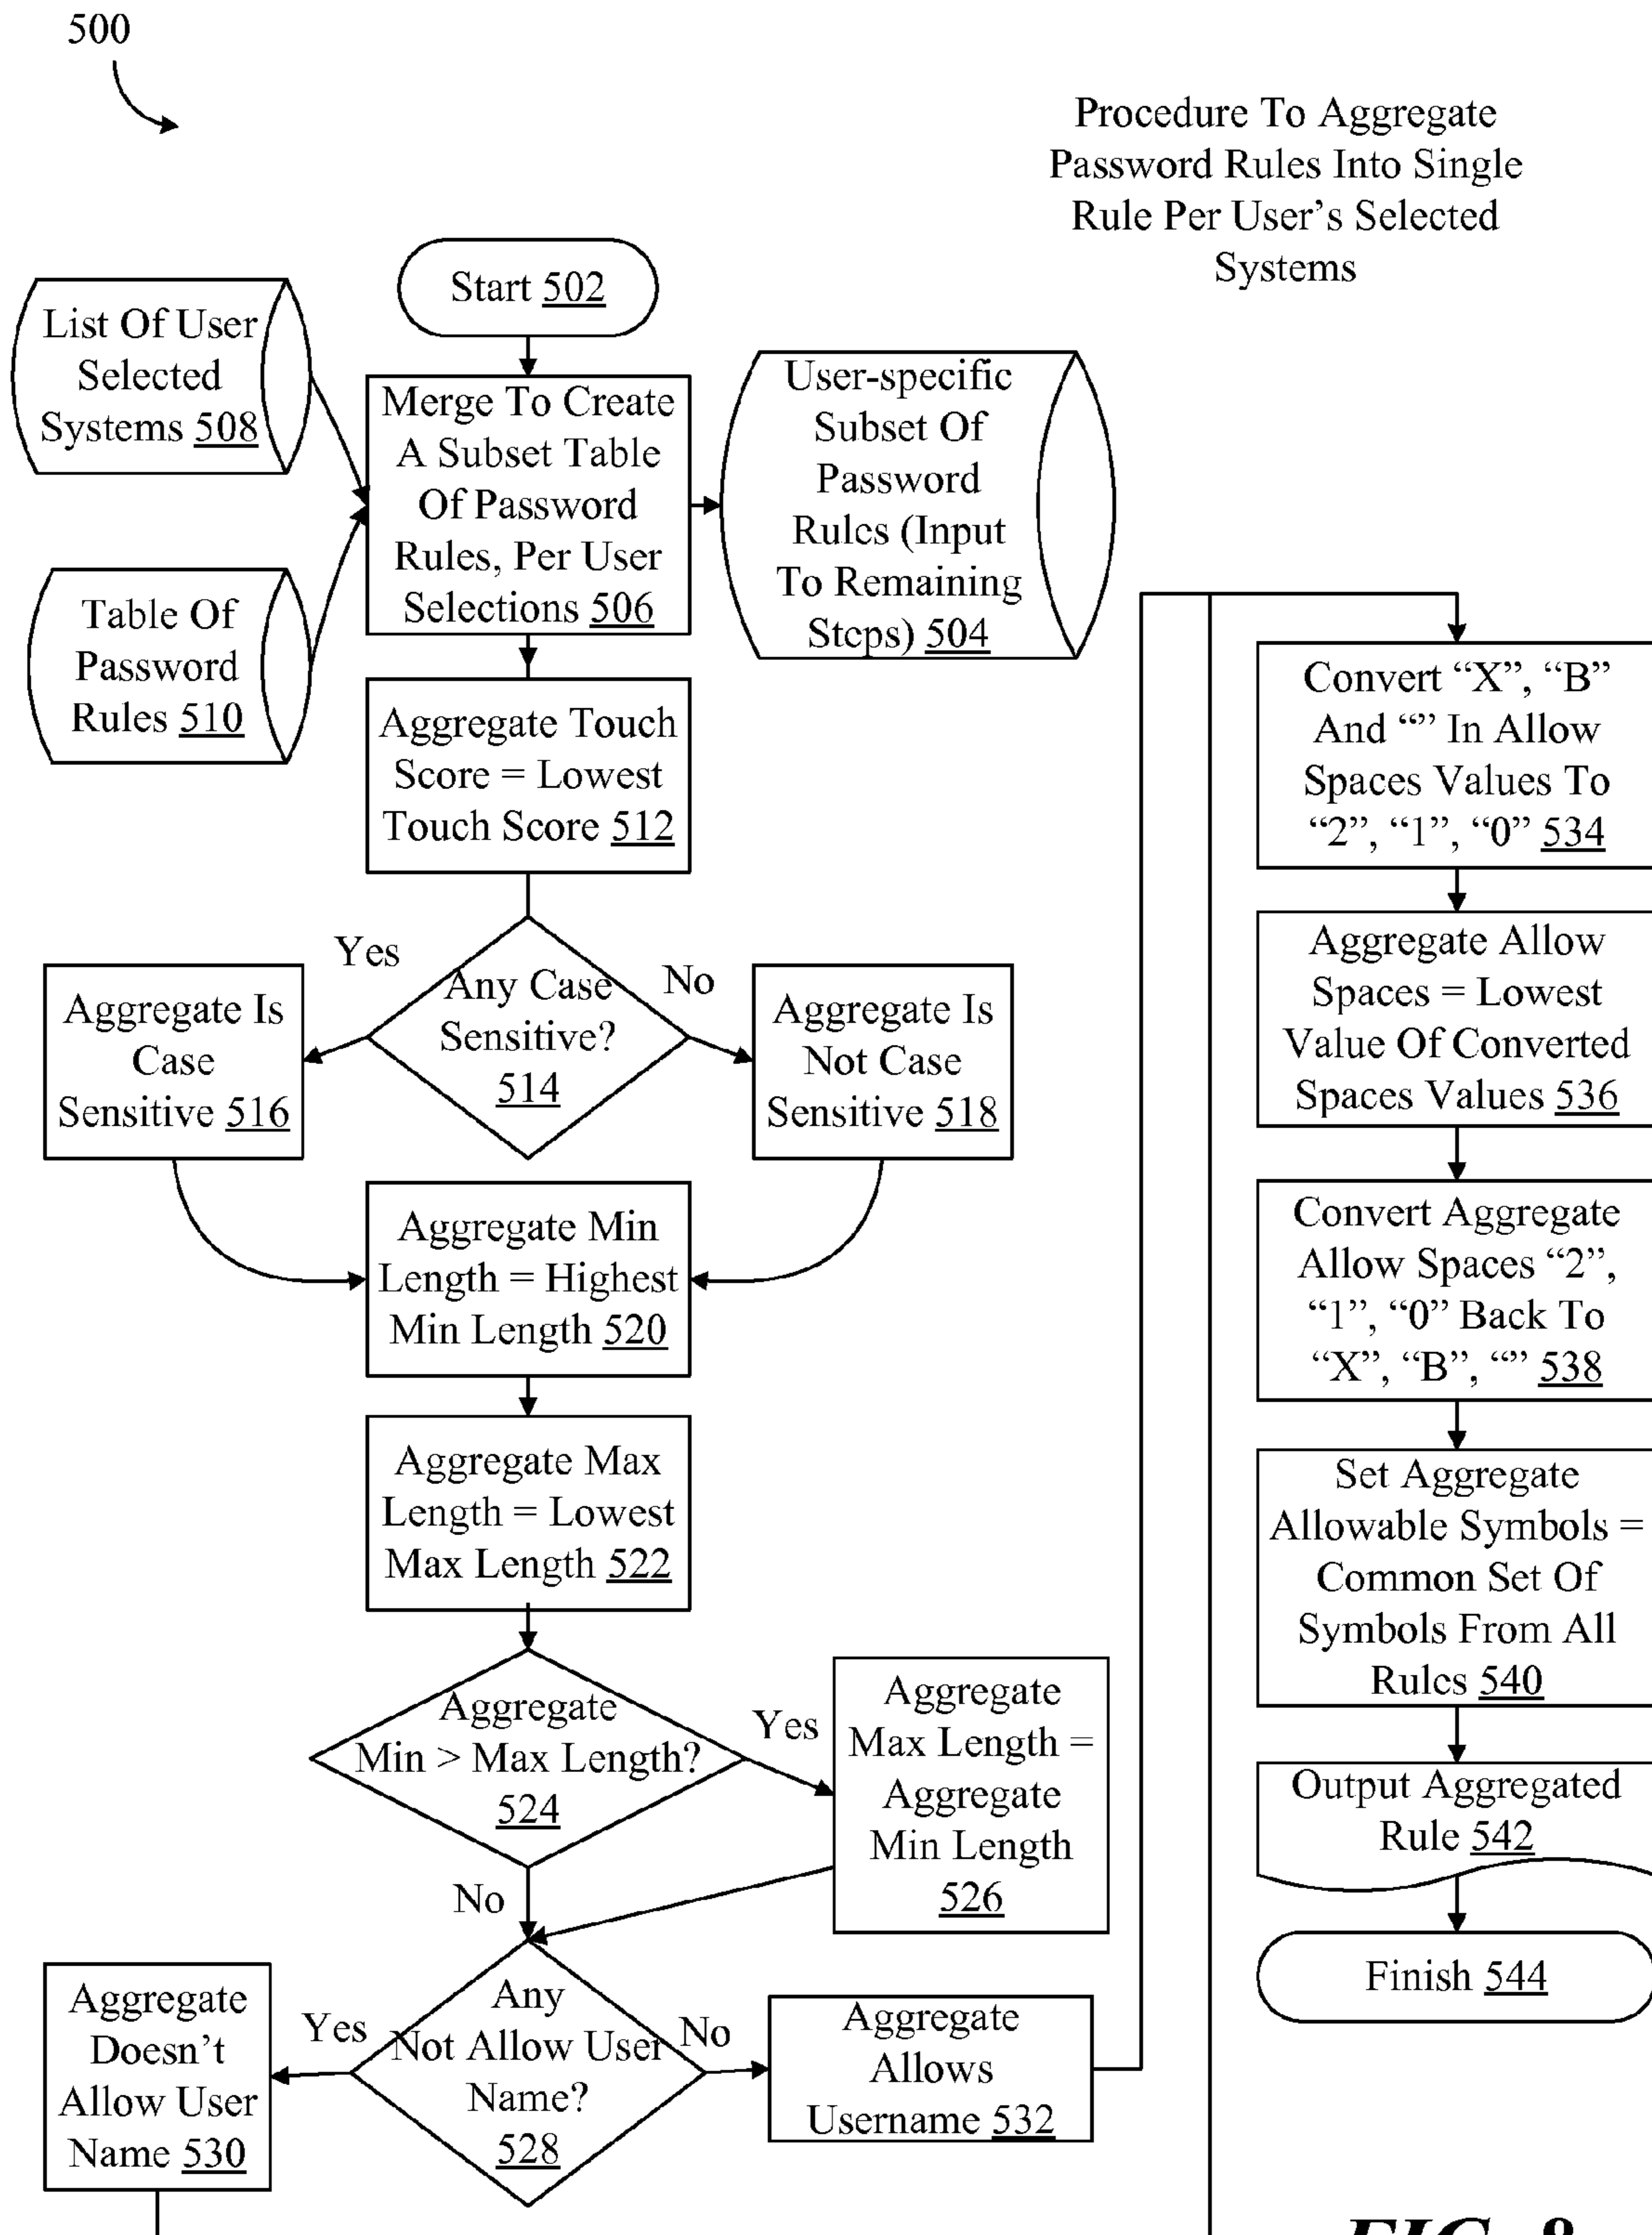 500
Procedure To Aggregate
Password Rules Into Single
Rule Per User's Selected
Systems
Start 502
List Of User
Selected
Systems 508
Merge To Create
A Subset Table
Of Password
Rules, Per User
Selections 506
User-specific
Subset Of
Password
Rules (Input
To Remaining
Steps) 504
Table Of
Password
Rules 510
Aggregate Touch
Score = Lowest
Touch Score 512
Any Case
Sensitive?
514
Yes
No
Aggregate Is
Case
Sensitive 516
Aggregate Is
Not Case
Sensitive 518
Aggregate Min
Length = Highest
Min Length 520
Aggregate Max
Length = Lowest
Max Length 522
Aggregate
Min > Max Length?
524
Yes
No
Aggregate
Max Length =
Aggregate
Min Length
526
Any
Not Allow User
Name?
528
Yes
No
Aggregate
Doesn't
Allow User
Name 530
Aggregate
Allows
Username 532
Convert “X”, “B”
And “” In Allow
Spaces Values To
“2”, “1”, “0” 534
Aggregate Allow
Spaces = Lowest
Value Of Converted
Spaces Values 536
Convert Aggregate
Allow Spaces “2”,
“1”, “0” Back To
“X”, “B”, “” 538
Set Aggregate
Allowable Symbols =
Common Set Of
Symbols From All
Rules 540
Output Aggregated
Rule 542
Finish 544
FIG. 8